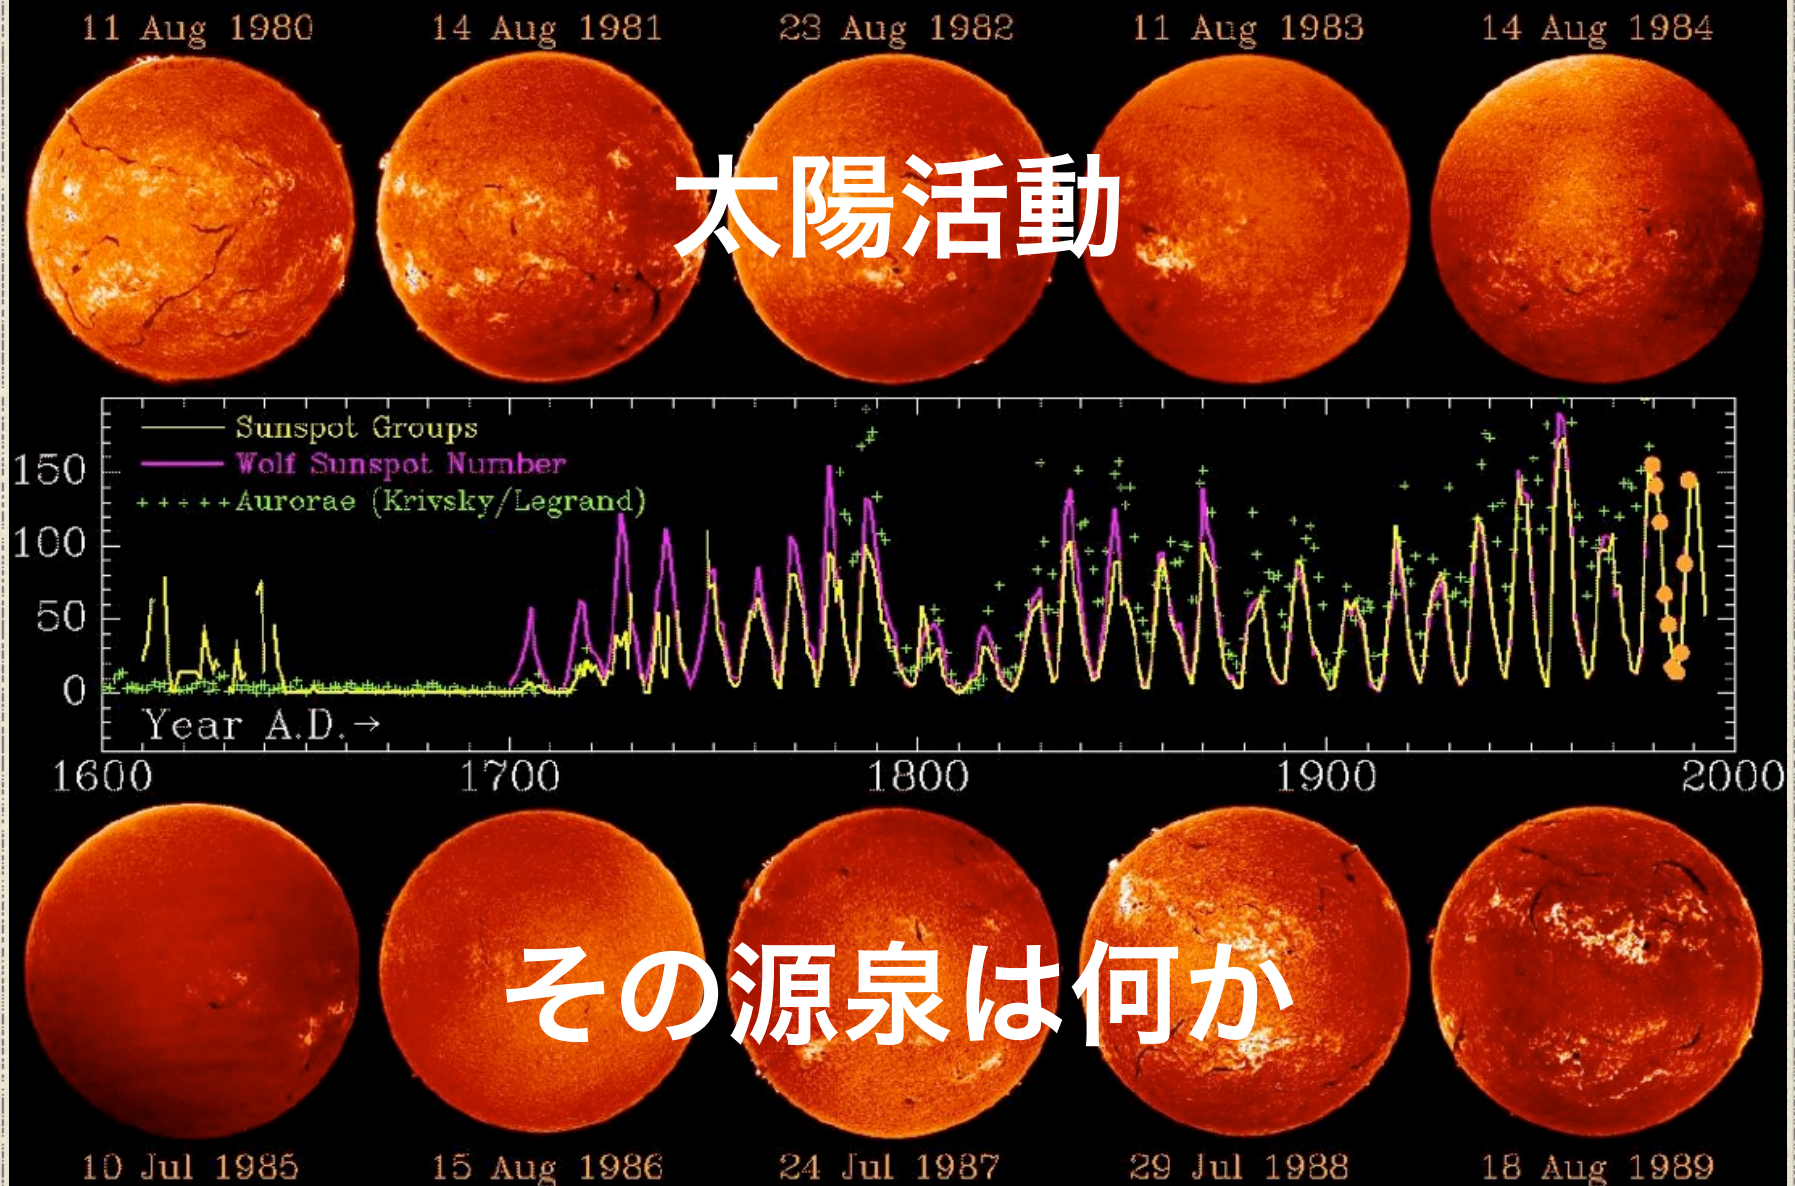 11 Aug 1980
14 Aug 1981
23 Aug 1982
11 Aug 1983
14 Aug 1984
太陽活動
Sunspot Groups
Wolf Sunspot Number
++++++Aurorae (Krivsky/Legrand)
150
100
50
0
Year A.D.→
1600
1700
1800
1900
2000
その源泉は何か
10 Jul 1985
15 Aug 1986
24 Jul 1987
29 Jul 1988
18 Aug 1989